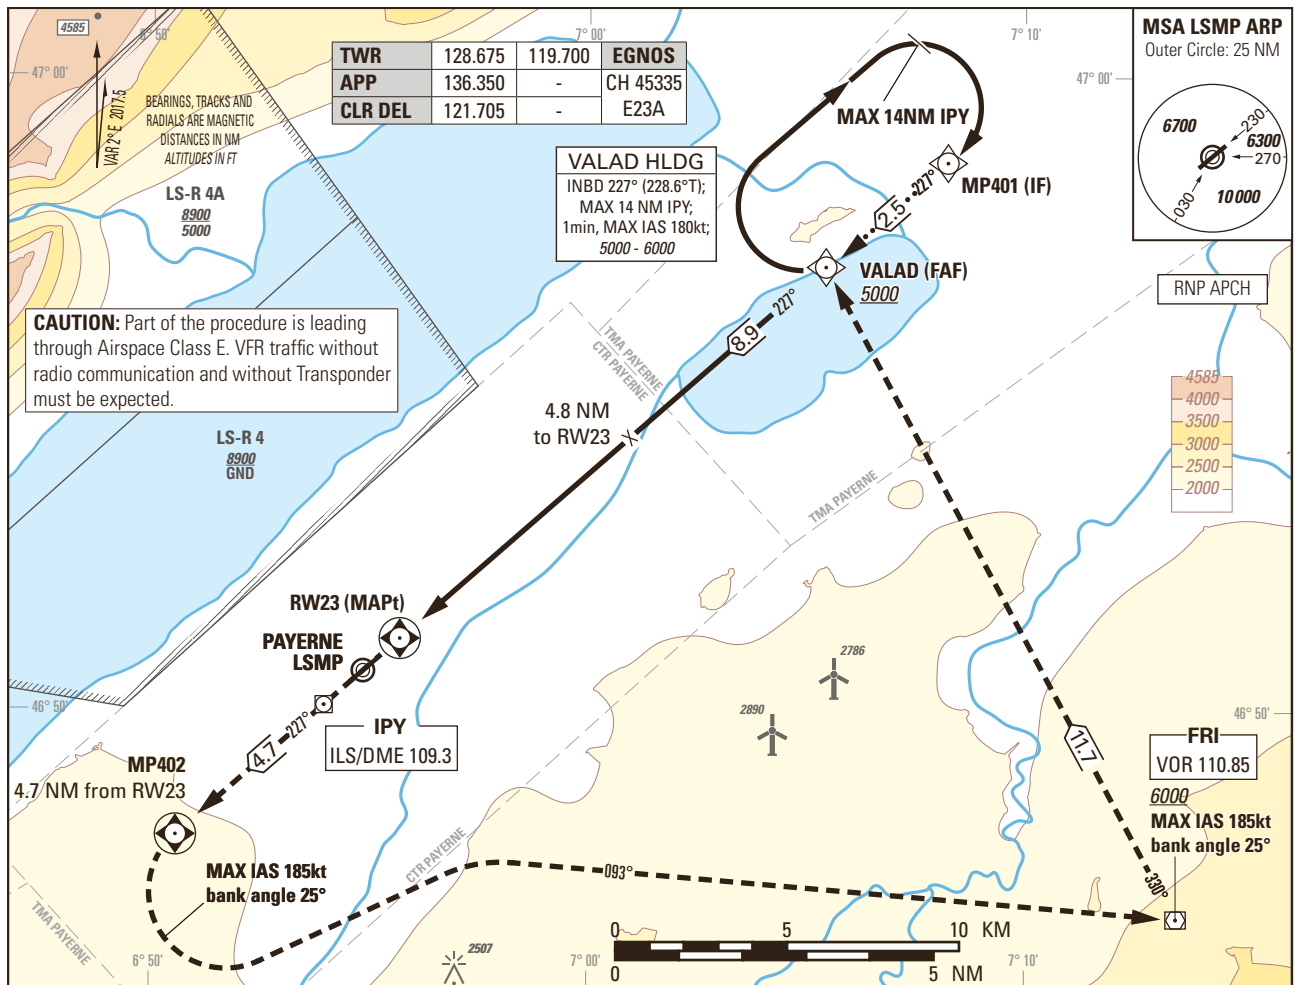 4585
6° 50'
7° 00'
7° 10'
47° 00'
47° 00'
VAR 2° E 2017.5
BEARINGS, TRACKS AND
RADIALS ARE MAGNETIC
DISTANCES IN NM
ALTITUDES IN FT
TWR 128.675 119.700 EGNOS
APP 136.350 - CH 45335
CLR DEL 121.705 - E23A
MSA LSMP ARP
Outer Circle: 25 NM
6700
6300
10000
230
270
030
MAX 14NM IPY
VALAD HLDG
INBD 227° (228.6°T);
MAX 14 NM IPY;
1min, MAX IAS 180kt;
5000 - 6000
MP401 (IF)
227°
2.5
VALAD (FAF)
5000
RNP APCH
LS-R 4A
8900
5000
CAUTION: Part of the procedure is leading
through Airspace Class E. VFR traffic without
radio communication and without Transponder
must be expected.
227°
8.9
TMA PAYERNE
CTR PAYERNE
4585
4000
3500
3000
2500
2000
4.8 NM
to RW23
LS-R 4
8900
GND
TMA PAYERNE
RW23 (MAPt)
PAYERNE
LSMP
2786
2890
46° 50'
46° 50'
227°
4.7
IPY
ILS/DME 109.3
11.7
FRI
VOR 110.85
6000
MAX IAS 185kt
bank angle 25°
MP402
4.7 NM from RW23
MAX IAS 185kt
bank angle 25°
CTR PAYERNE
093°
330°
TMA PAYERNE
2507
0 5 10 KM
0 5 NM
6° 50'
7° 00'
7° 10'